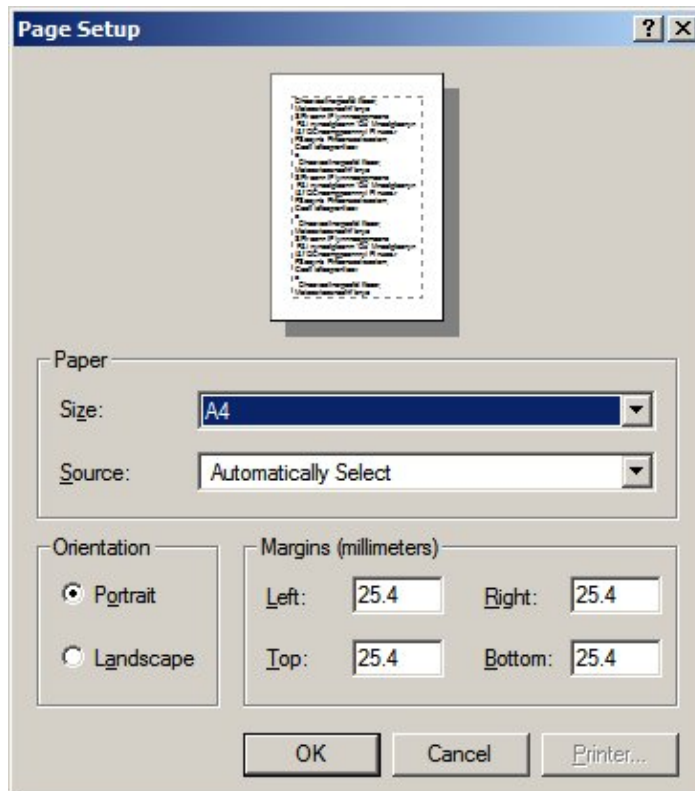 Page Setup
Paper
Size: A4
Source: Automatically Select
Orientation
Portrait
Landscape
Margins (millimeters)
Left: 25.4 Right: 25.4
Top: 25.4 Bottom: 25.4
OK Cancel Printer...